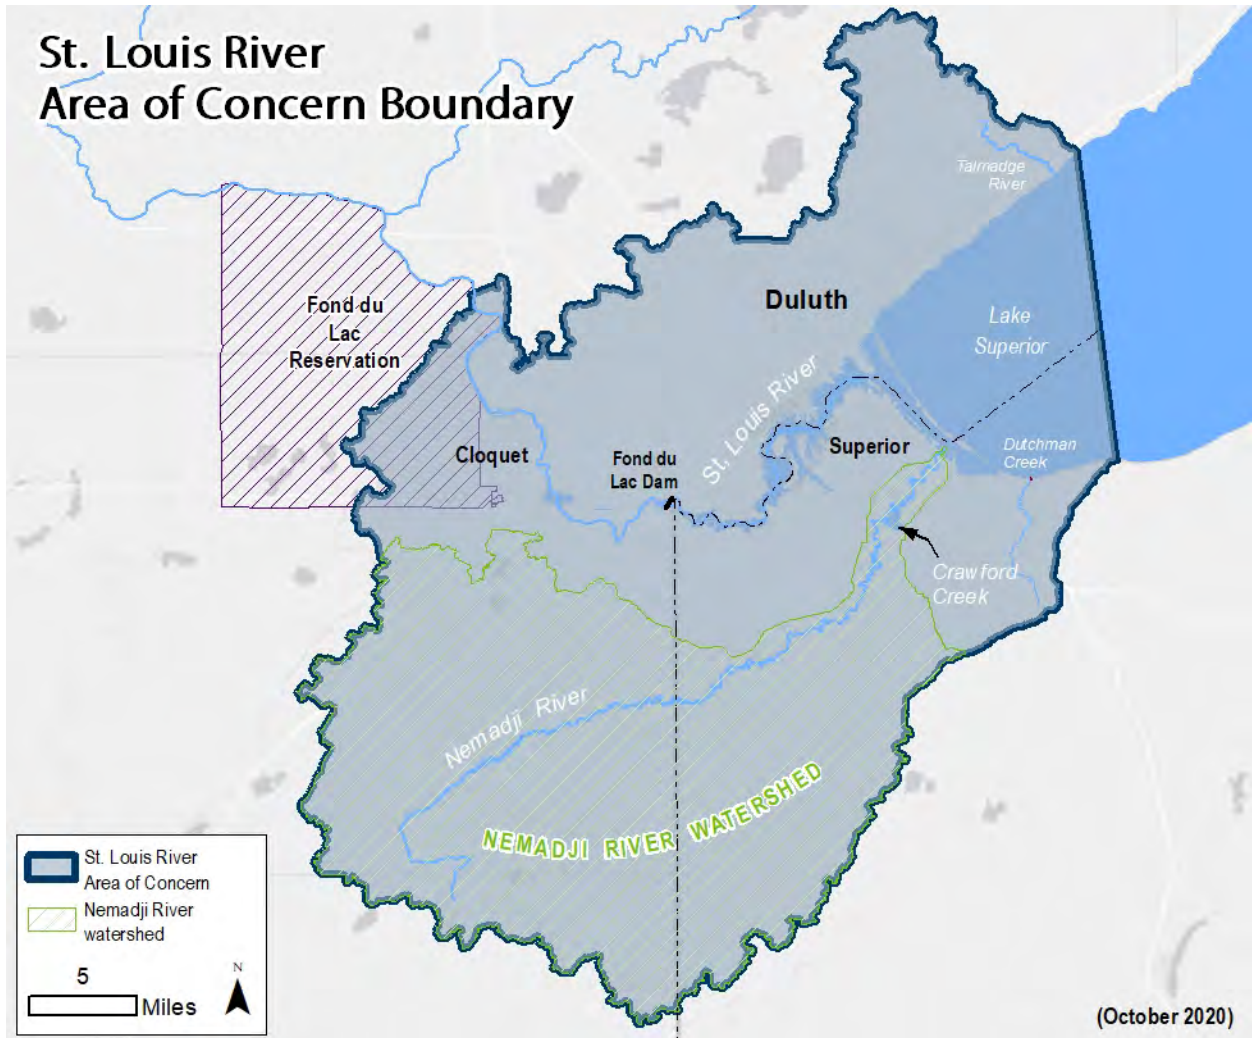 St. Louis River
Area of Concern Boundary
Talmadge
River
Fond du
Lac
Reservation
Duluth
Lake
Superior
St. Louis River
Cloquet
Fond du
Lac Dam
Superior
Dutchman
Creek
Crawford
Creek
Nemadji River
NEMADJI RIVER WATERSHED
St. Louis River
Area of Concern
Nemadji River
watershed
5
Miles
N
(October 2020)